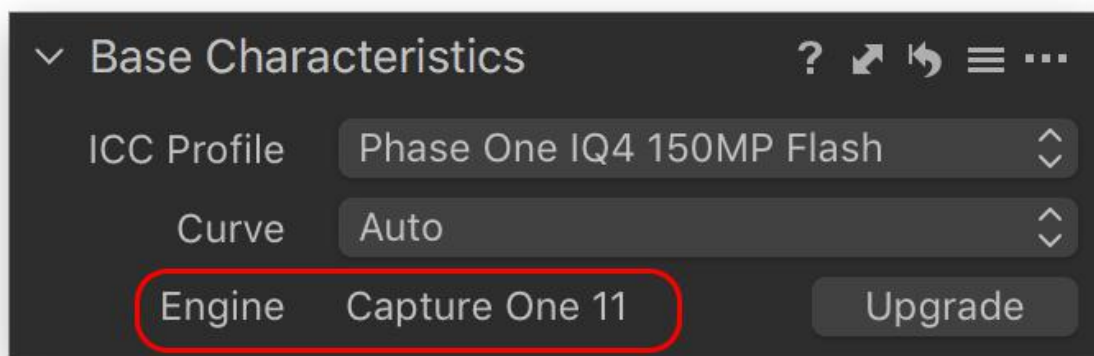 Base Characteristics ? ...
ICC Profile Phase One IQ4 150MP Flash
Curve Auto
Engine Capture One 11 Upgrade